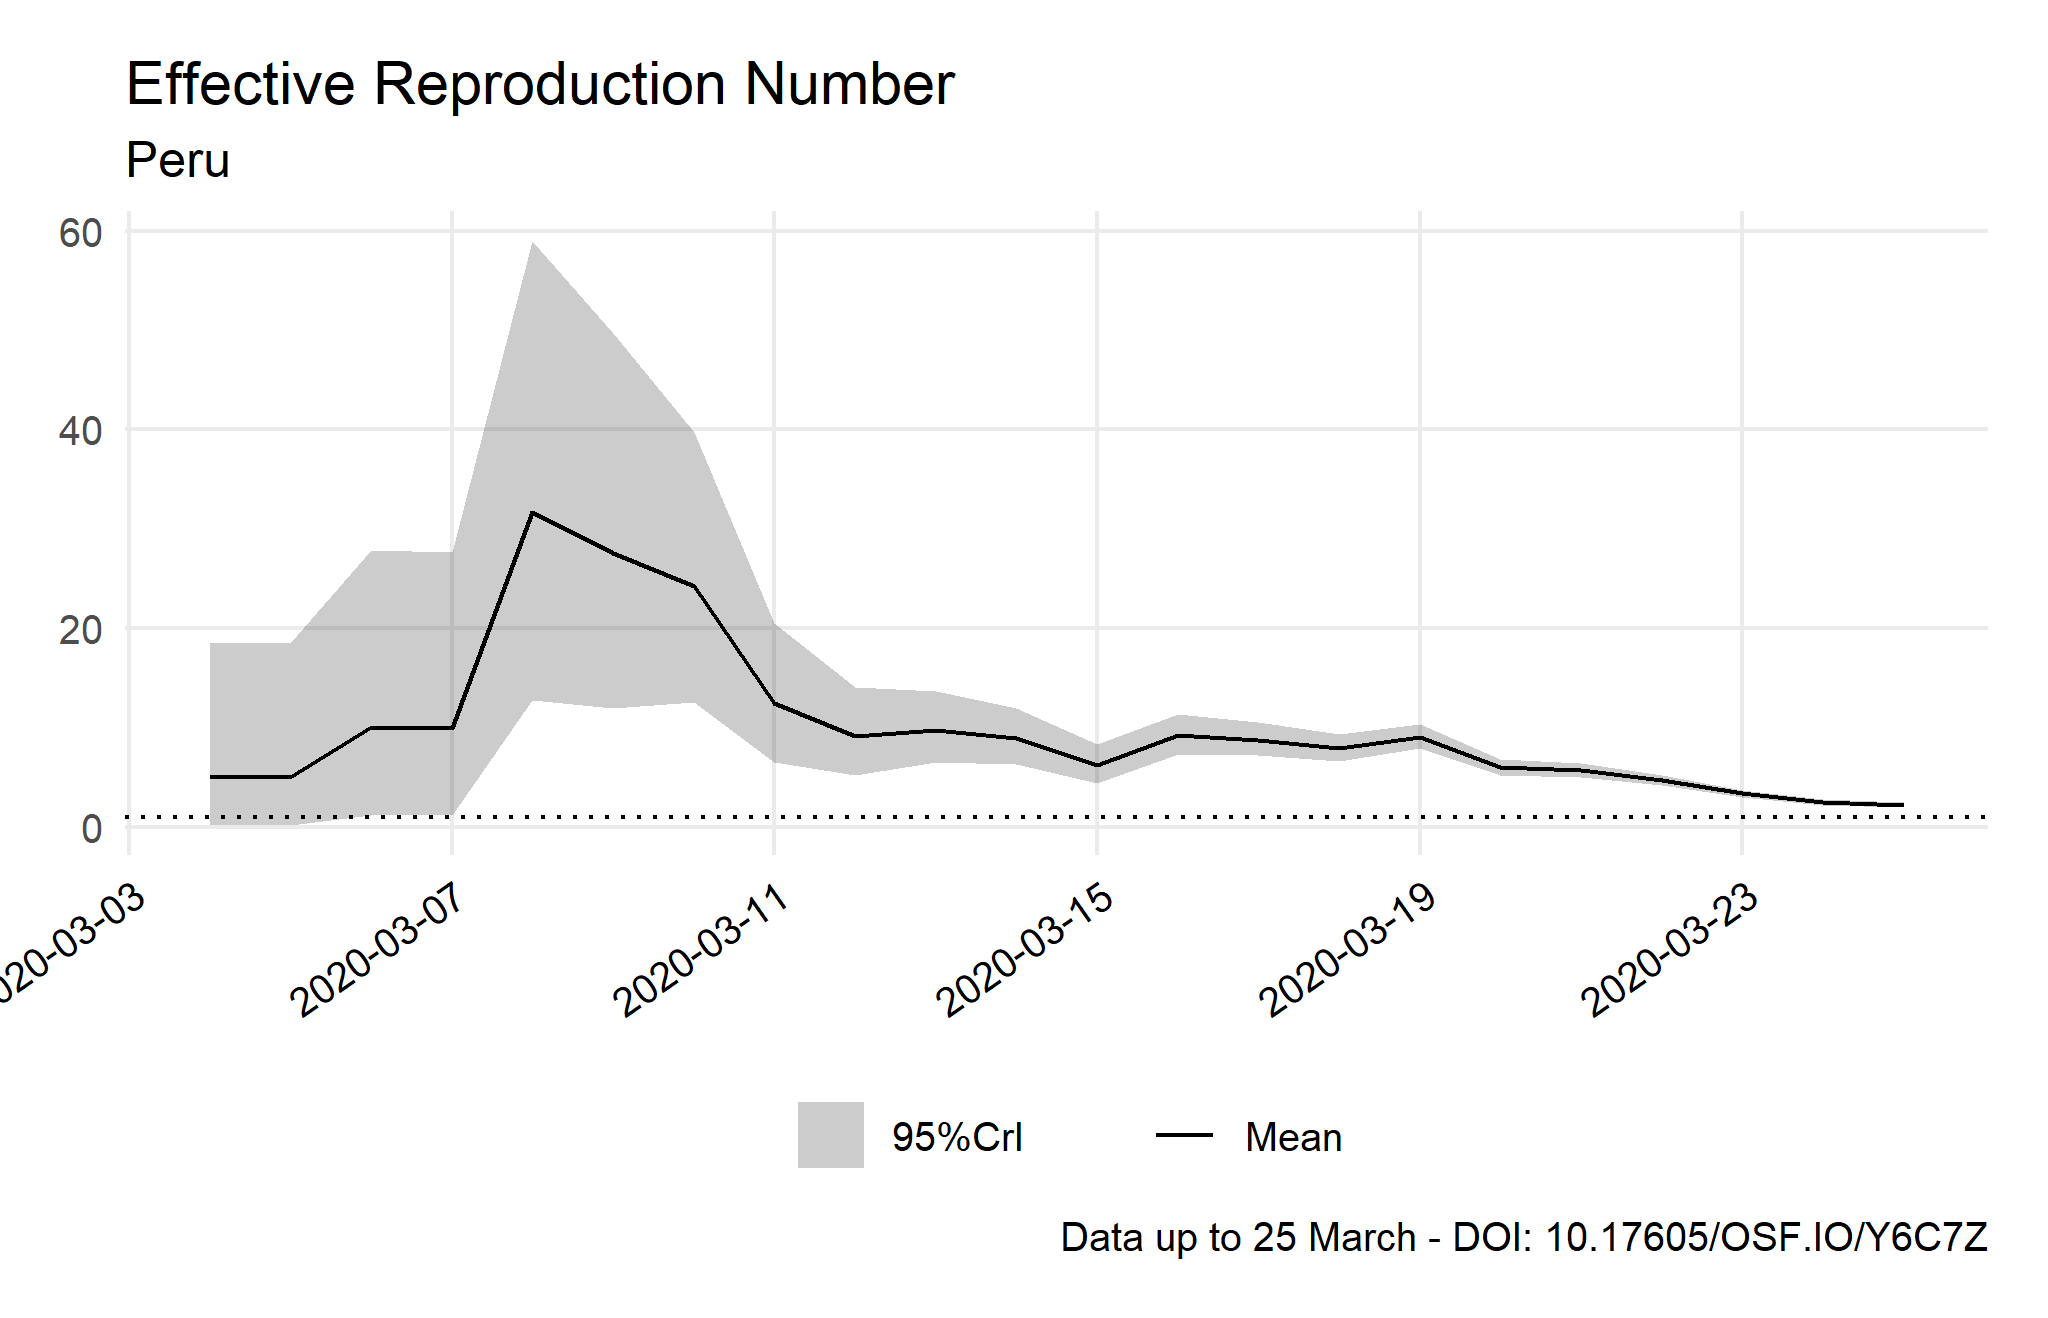 Effective Reproduction Number
Peru
60
40
20
0
020-03-03
2020-03-07
2020-03-11
2020-03-15
2020-03-19
2020-03-23
95%CrI
Mean
Data up to 25 March - DOI: 10.17605/OSF.IO/Y6C7Z